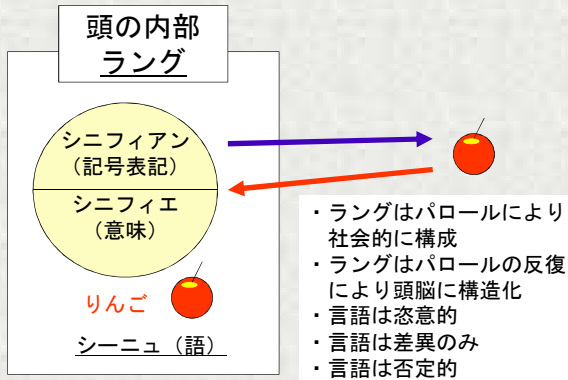 頭の内部
ラング
シニフィアン
（記号表記）
シニフィエ
（意味）
りんご
シーニュ（語）
・ラングはパロールにより
社会的に構成
・ラングはパロールの反復
により頭脳に構造化
・言語は恣意的
・言語は差異のみ
・言語は否定的